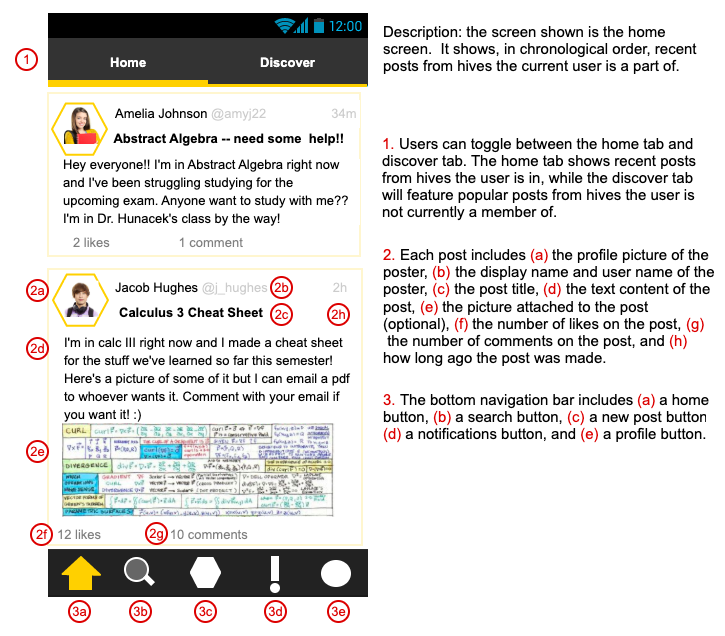 12:00
Home Discover
1
Amelia Johnson @amyj22 34m
Abstract Algebra -- need some help!!
Hey everyone!! I'm in Abstract Algebra right now
and I've been struggling studying for the
upcoming exam. Anyone want to study with me??
I'm in Dr. Hunacek's class by the way!
2 likes 1 comment
2a
Jacob Hughes @j_hughes 2b 2h
Calculus 3 Cheat Sheet 2c 2h
2d
I'm in calc III right now and I made a cheat sheet
for the stuff we've learned so far this semester!
Here's a picture of some of it but I can email a pdf
to whoever wants it. Comment with your email if
you want it! :)
2e
CURL
DIVERGENCE
GRADIENT
CURL
DIVERGENCE
PARAMETRIC SURFACES
2f 12 likes 2g 10 comments
3a 3b 3c 3d 3e
Description: the screen shown is the home
screen. It shows, in chronological order, recent
posts from hives the current user is a part of.
1. Users can toggle between the home tab and
discover tab. The home tab shows recent posts
from hives the user is in, while the discover tab
will feature popular posts from hives the user is
not currently a member of.
2. Each post includes (a) the profile picture of the
poster, (b) the display name and user name of the
poster, (c) the post title, (d) the text content of the
post, (e) the picture attached to the post
(optional), (f) the number of likes on the post, (g)
the number of comments on the post, and (h)
how long ago the post was made.
3. The bottom navigation bar includes (a) a home
button, (b) a search button, (c) a new post button
(d) a notifications button, and (e) a profile button.